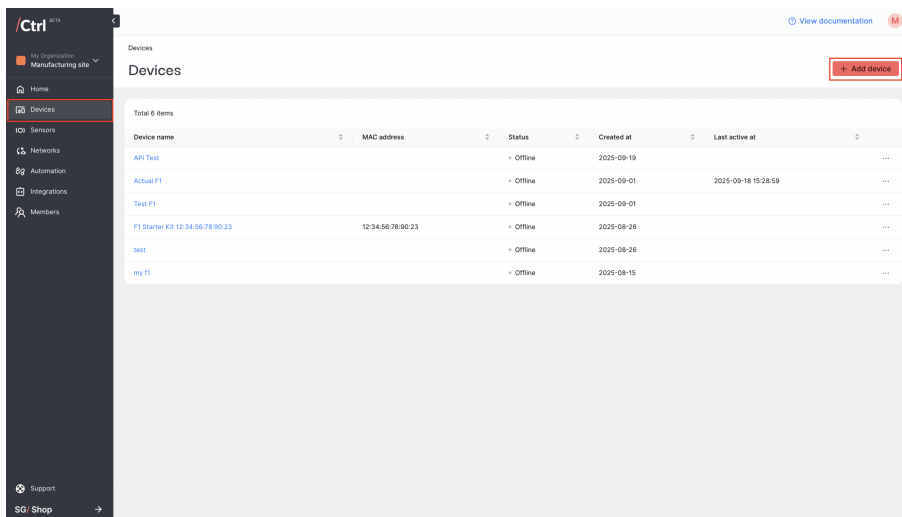 /Ctrl BETA
My Organization
Manufacturing site
Home
Devices
Sensors
Networks
Automation
Integrations
Members
Support
SG/ Shop →
View documentation M
Devices
Devices
+ Add device
Total 6 items
Device name MAC address Status Created at Last active at
API Test Offline 2025-09-19 ...
Actual F1 Offline 2025-09-01 2025-09-18 15:28:59 ...
Test F1 Offline 2025-09-01 ...
F1 Starter Kit 12:34:56:78:90:23 12:34:56:78:90:23 Offline 2025-08-26 ...
test Offline 2025-08-26 ...
my f1 Offline 2025-08-15 ...